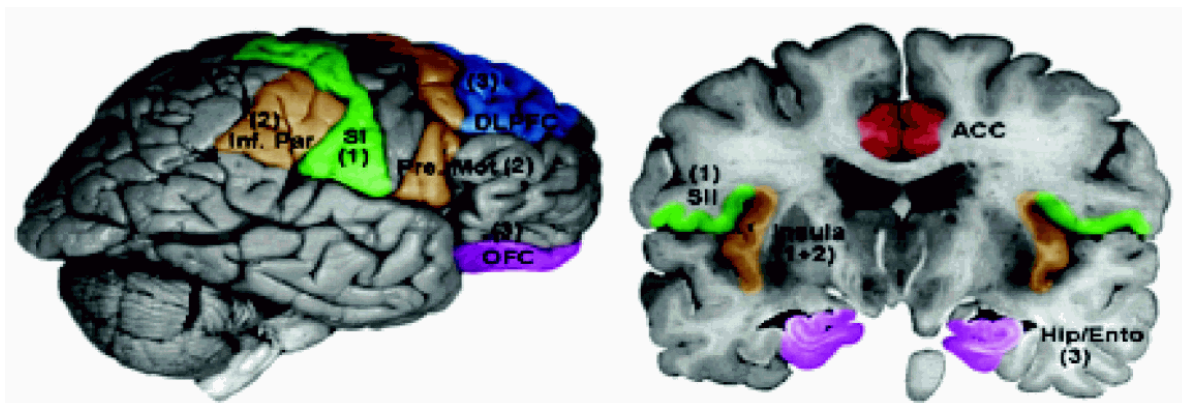 (3)
DLPFC
(2)
Inf. Par
SI
(1)
Pre. Mot (2)
(3)
OFC
ACC
(1)
SII
Insula
(1+2)
Hip/Ento
(3)